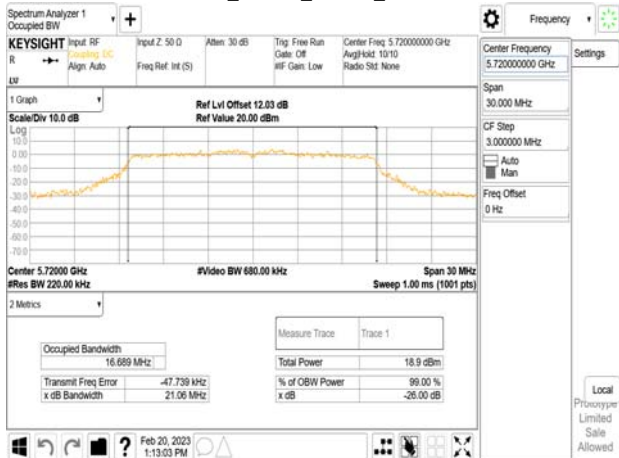 Spectrum Analyzer 1
Occupied BW
+
Frequency
KEYSIGHT
Input: RF
Coupling: DC
Align: Auto
Input Z: 50 Ω
Freq Ref: Int (S)
Atten: 30 dB
Trig: Free Run
Gate: Off
#IF Gain: Low
Center Freq: 5.720000000 GHz
Avg|Hold: 10/10
Radio Std: None
R
LXI
Center Frequency
5.720000000 GHz
Settings
Span
30.000 MHz
CF Step
3.000000 MHz
Auto
Man
Freq Offset
0 Hz
1 Graph
Scale/Div 10.0 dB
Ref Lvl Offset 12.03 dB
Ref Value 20.00 dBm
Log
10.0
0.00
-10.0
-20.0
-30.0
-40.0
-50.0
-60.0
-70.0
Center 5.72000 GHz
#Video BW 680.00 kHz
Span 30 MHz
#Res BW 220.00 kHz
Sweep 1.00 ms (1001 pts)
2 Metrics
Measure Trace
Trace 1
Occupied Bandwidth
16.689 MHz
Total Power
18.9 dBm
Transmit Freq Error
-47.739 kHz
% of OBW Power
99.00 %
x dB Bandwidth
21.06 MHz
x dB
-26.00 dB
Local
Prototype
Limited
Sale
Allowed
?
Feb 20, 2023
1:13:03 PM